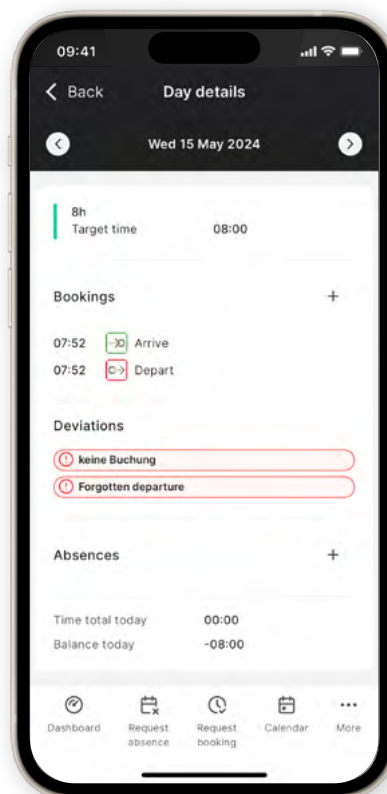 09:41
Back Day details
Wed 15 May 2024
8h
Target time 08:00
Bookings +
07:52 Arrive
07:52 Depart
Deviations
keine Buchung
Forgotten departure
Absences +
Time total today 00:00
Balance today -08:00
Dashboard Request absence Request booking Calendar More